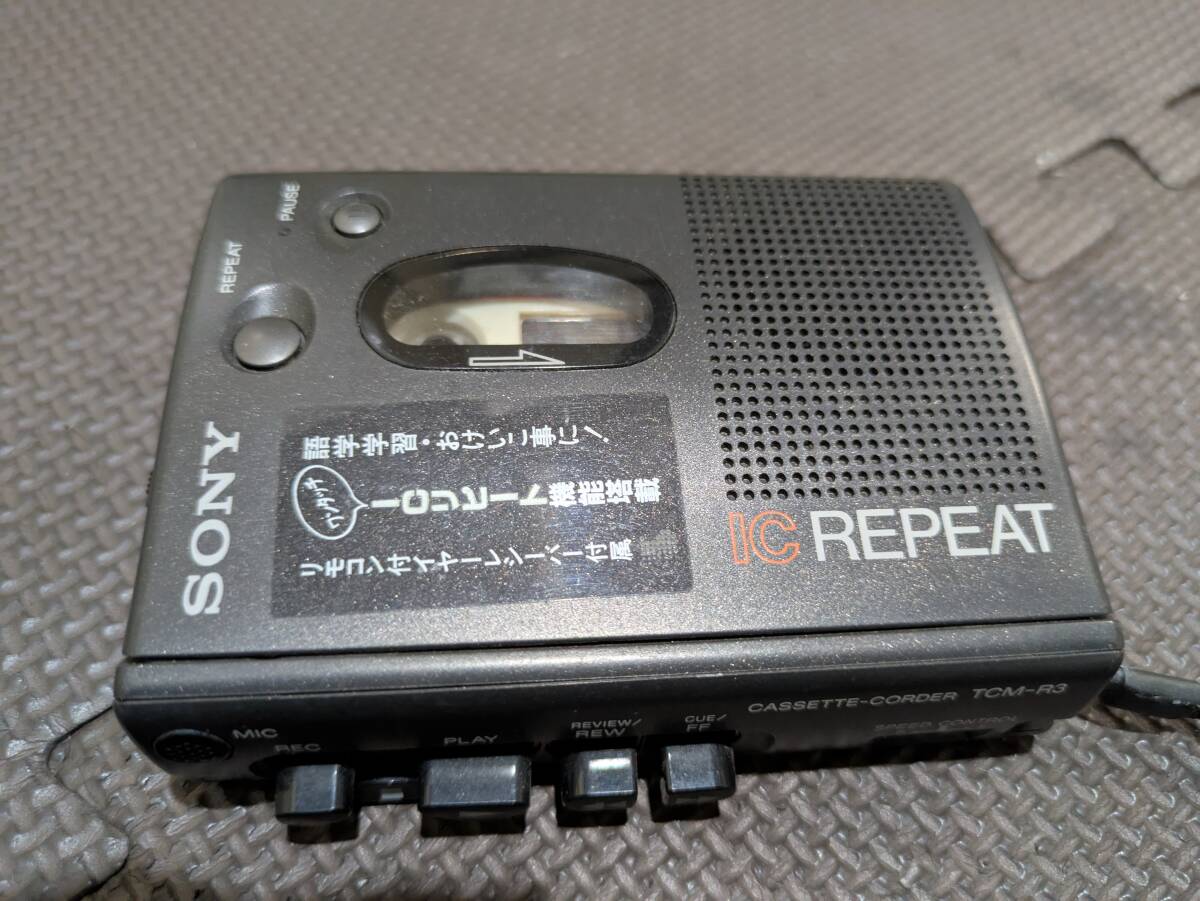 PAUSE
REPEAT
SONY
語学学習・おけいこ事に！
ワンタッチ
ICリピート機能搭載
リモコン付イヤーレシーバー付属
IC REPEAT
CASSETTE-CORDER TCM-R3
SPEED CONTROL
MIC
REC
PLAY
REVIEW/
REW
CUE/
FF